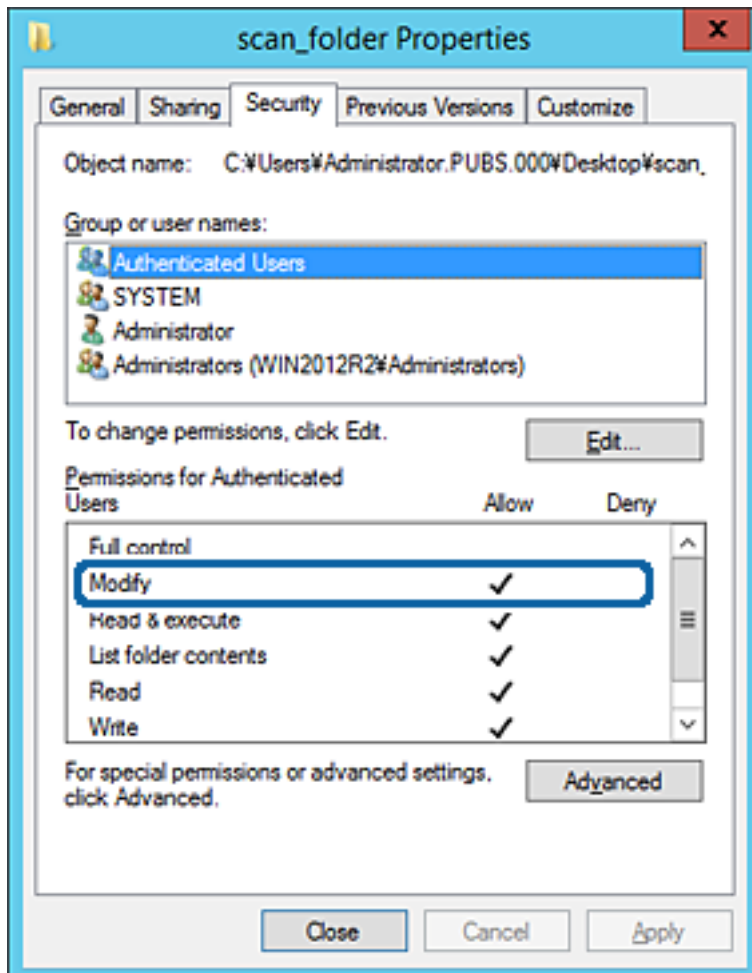 scan_folder Properties
General Sharing Security Previous Versions Customize
Object name: C:¥Users¥Administrator.PUBS.000¥Desktop¥scan_
Group or user names:
Authenticated Users
SYSTEM
Administrator
Administrators (WIN2012R2¥Administrators)
To change permissions, click Edit.
Edit...
Permissions for Authenticated
Users Allow Deny
Full control
Modify
Read & execute
List folder contents
Read
Write
For special permissions or advanced settings,
click Advanced.
Advanced
Close Cancel Apply